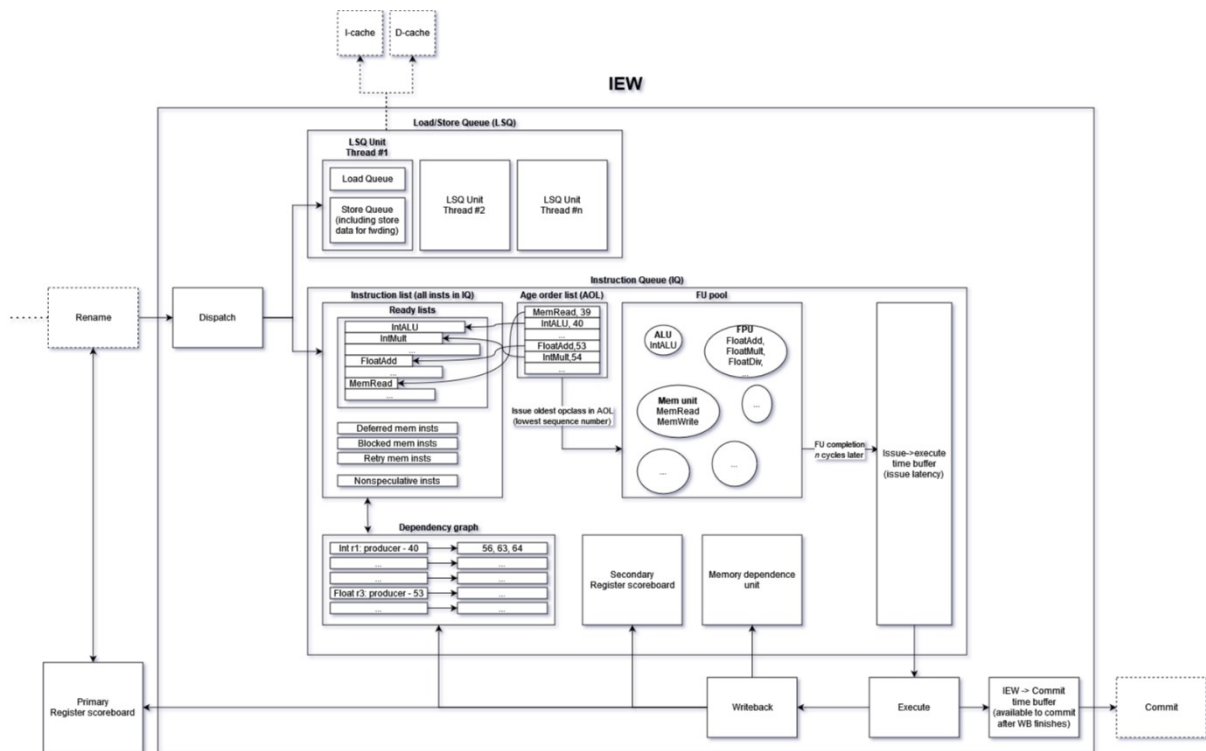 I-cache
D-cache
IEW
Load/Store Queue (LSQ)
LSQ Unit
Thread #1
Load Queue
Store Queue
(including store
data for fwding)
LSQ Unit
Thread #2
LSQ Unit
Thread #n
Rename
Dispatch
Instruction Queue (IQ)
Instruction list (all insts in IQ)
Ready lists
IntALU
IntMult
...
FloatAdd
...
MemRead
...
Deferred mem insts
Blocked mem insts
Retry mem insts
Nonspeculative insts
Age order list (AOL)
MemRead, 39
IntALU, 40
...
FloatAdd,53
IntMult,54
...
Issue oldest opclass in AOL
(lowest sequence number)
FU pool
ALU
IntALU
FPU
FloatAdd,
FloatMult,
FloatDiv,
...
Mem unit
MemRead
MemWrite
...
...
...
FU completion
n cycles later
Issue->execute
time buffer
(issue latency)
Dependency graph
Int r1: producer - 40
56, 63, 64
...
...
...
...
Float r3: producer - 53
...
...
...
Secondary
Register scoreboard
Memory dependence
unit
Primary
Register scoreboard
Writeback
Execute
IEW -> Commit
time buffer
(available to commit
after WB finishes)
Commit